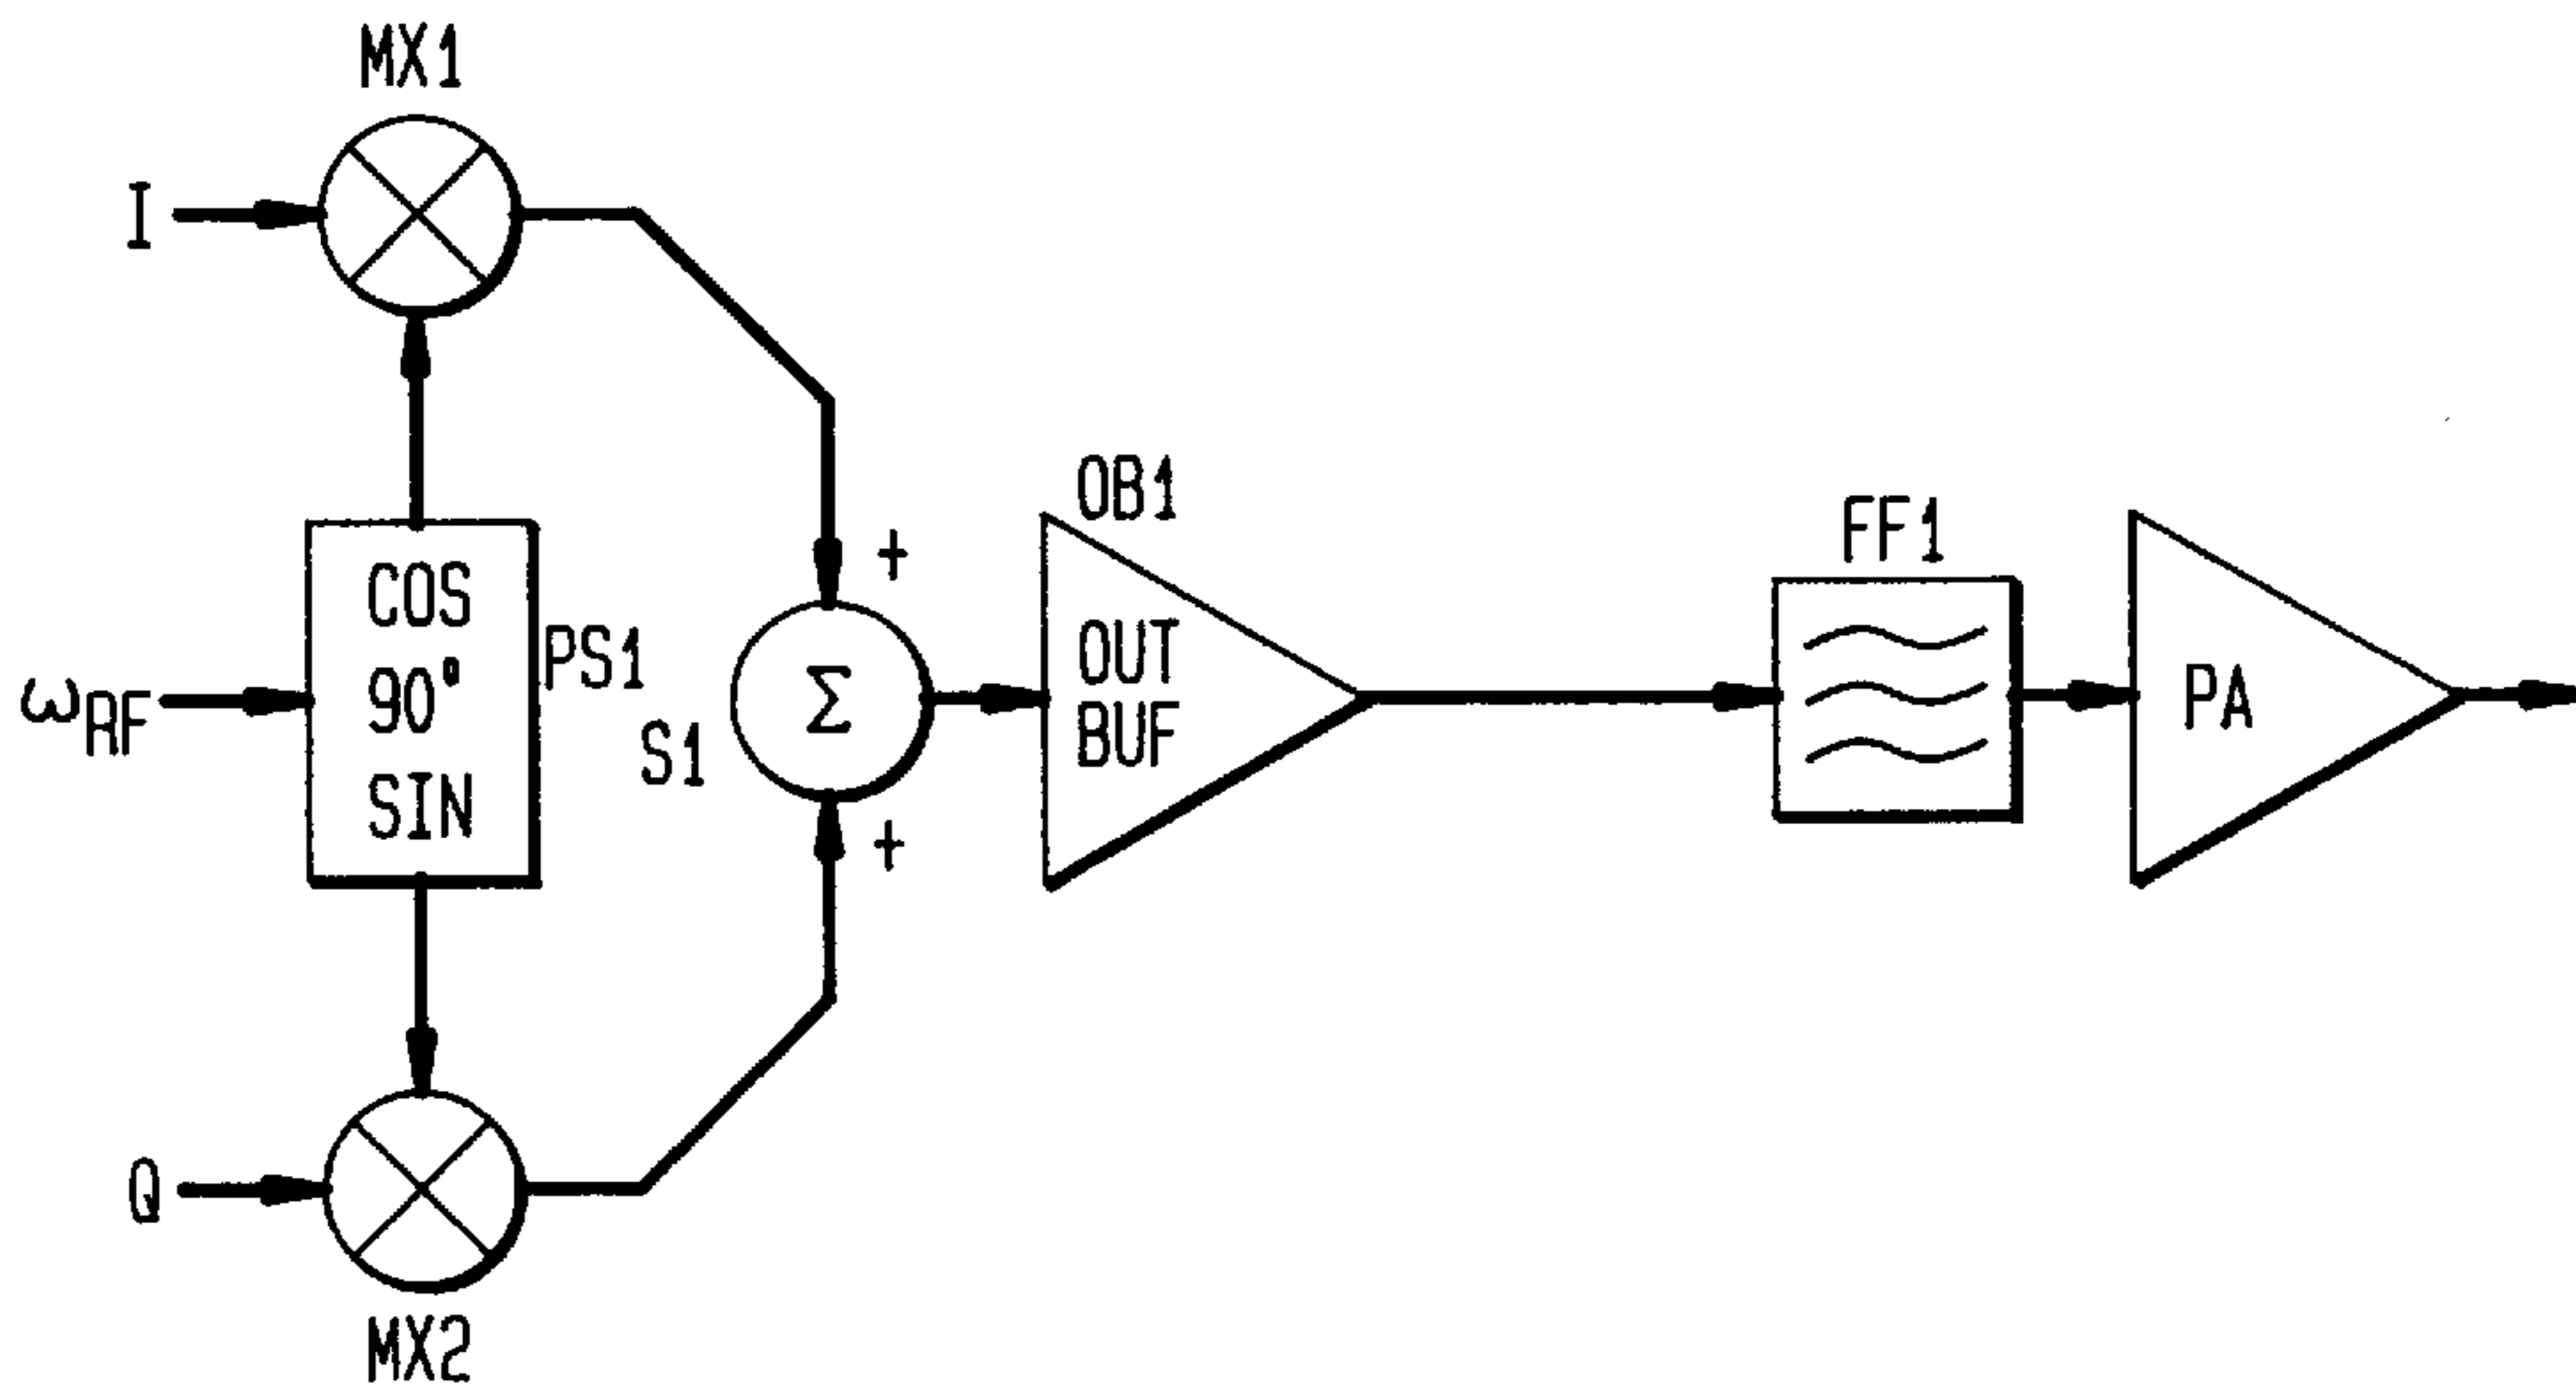 MX1
I
COS
90°
SIN
PS1
ωRF
S1
+
Σ
+
OB1
OUT
BUF
FF1
PA
Q
MX2